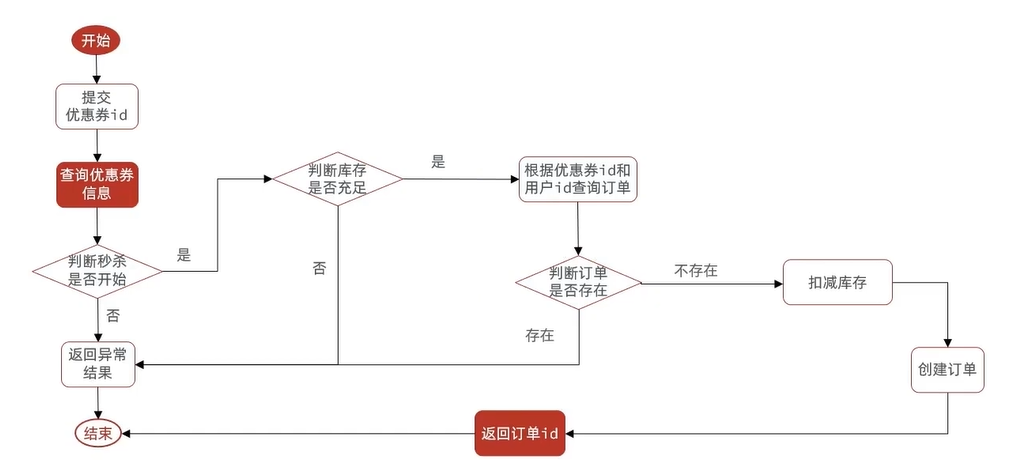 开始
提交
优惠券id
查询优惠券
信息
判断秒杀
是否开始
是
否
返回异常
结果
结束
判断库存
是否充足
是
否
根据优惠券id和
用户id查询订单
判断订单
是否存在
不存在
存在
扣减库存
创建订单
返回订单id